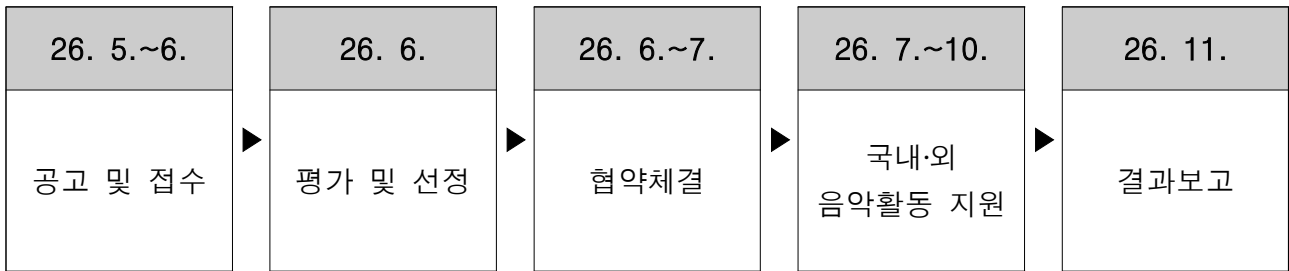 26. 5.~6.
26. 6.
26. 6.~7.
26. 7.~10.
26. 11.
공고 및 접수
평가 및 선정
협약체결
국내·외
음악활동 지원
결과보고